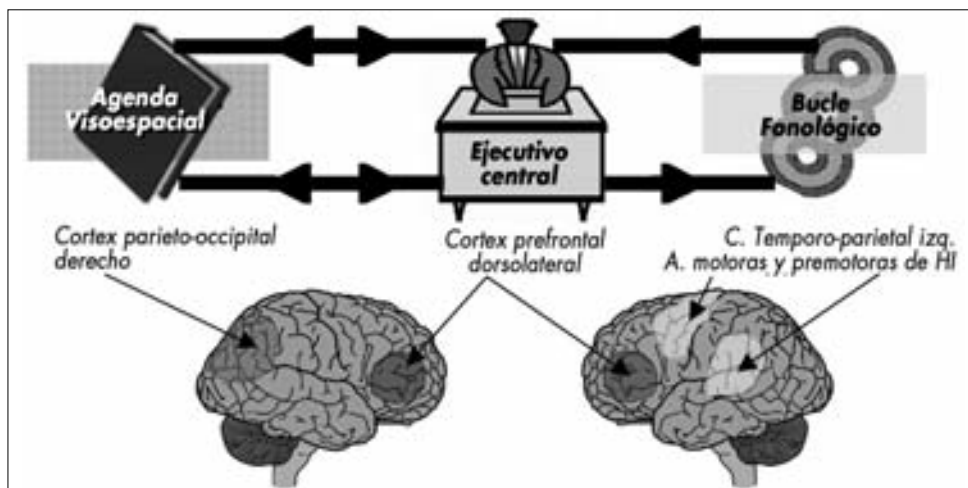 Agenda
Visoespacial
Ejecutivo
central
Bucle
Fonológico
Cortex parieto-occipital
derecho
Cortex prefrontal
dorsolateral
C. Temporo-parietal izq.
A. motoras y premotoras de HI